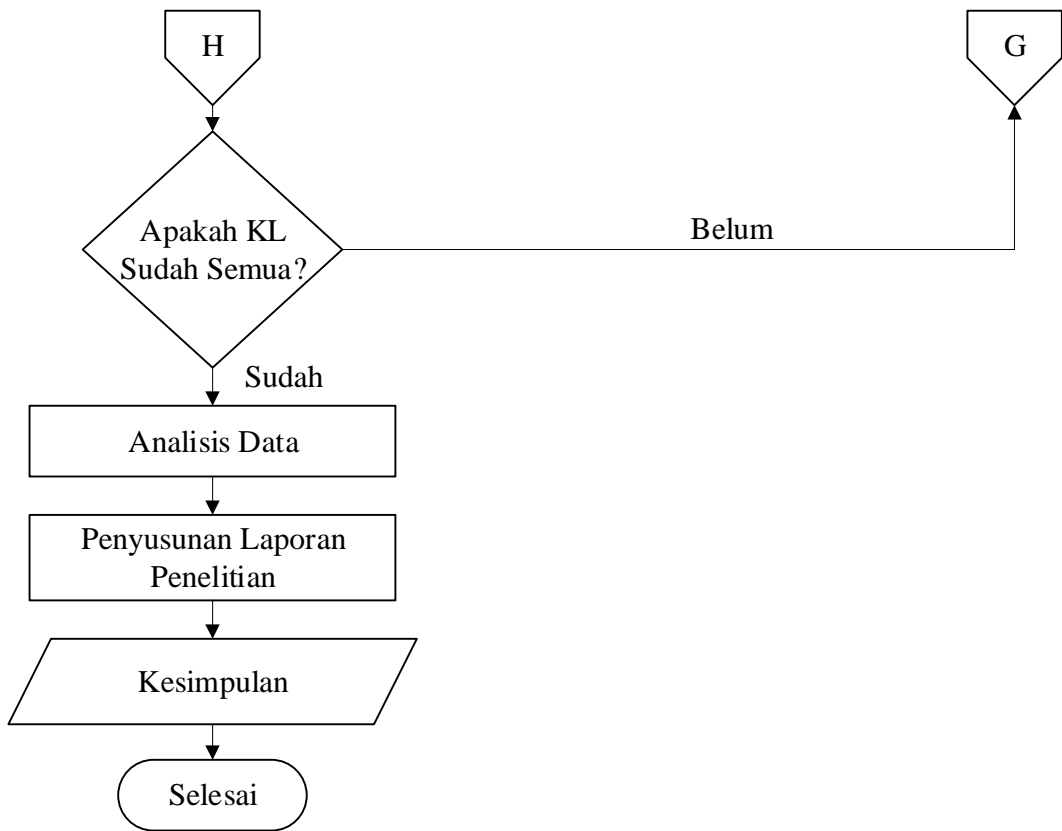 H
G
Apakah KL
Sudah Semua?
Belum
Sudah
Analisis Data
Penyusunan Laporan
Penelitian
Kesimpulan
Selesai